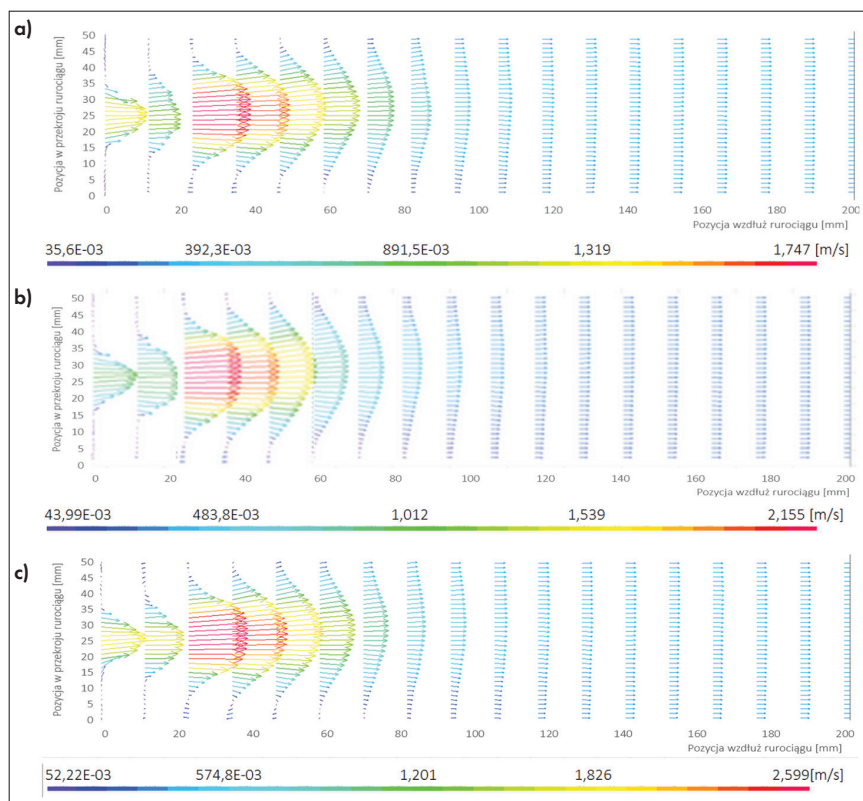 a)
Pozycja w przekroju rurociągu [mm]
50
45
40
35
30
25
20
15
10
5
0
0 20 40 60 80 100 120 140 160 180 200
Pozycja wzdłuż rurociągu [mm]
35,6E-03 392,3E-03 891,5E-03 1,319 1,747 [m/s]
b)
Pozycja w przekroju rurociągu [mm]
50
45
40
35
30
25
20
15
10
5
0
0 20 40 60 80 100 120 140 160 180 200
Pozycja wzdłuż rurociągu [mm]
43,99E-03 483,8E-03 1,012 1,539 2,155 [m/s]
c)
Pozycja w przekroju rurociągu [mm]
50
45
40
35
30
25
20
15
10
5
0
0 20 40 60 80 100 120 140 160 180 200
Pozycja wzdłuż rurociągu [mm]
52,22E-03 574,8E-03 1,201 1,826 2,599[m/s]